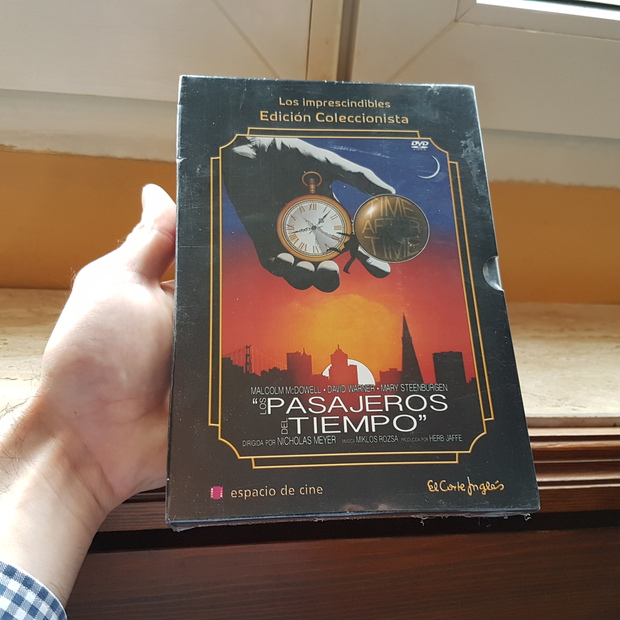 Los imprescindibles
Edición Coleccionista
DVD
TIME
AFTER
TIME
MALCOLM McDOWELL · DAVID WARNER · MARY STEENBURGEN
"LOS PASAJEROS
DEL TIEMPO"
DIRIGIDA POR NICHOLAS MEYER MUSICA MIKLOS ROZSA PRODUCIDA POR HERB JAFFE
espacio de cine
El Corte Inglés